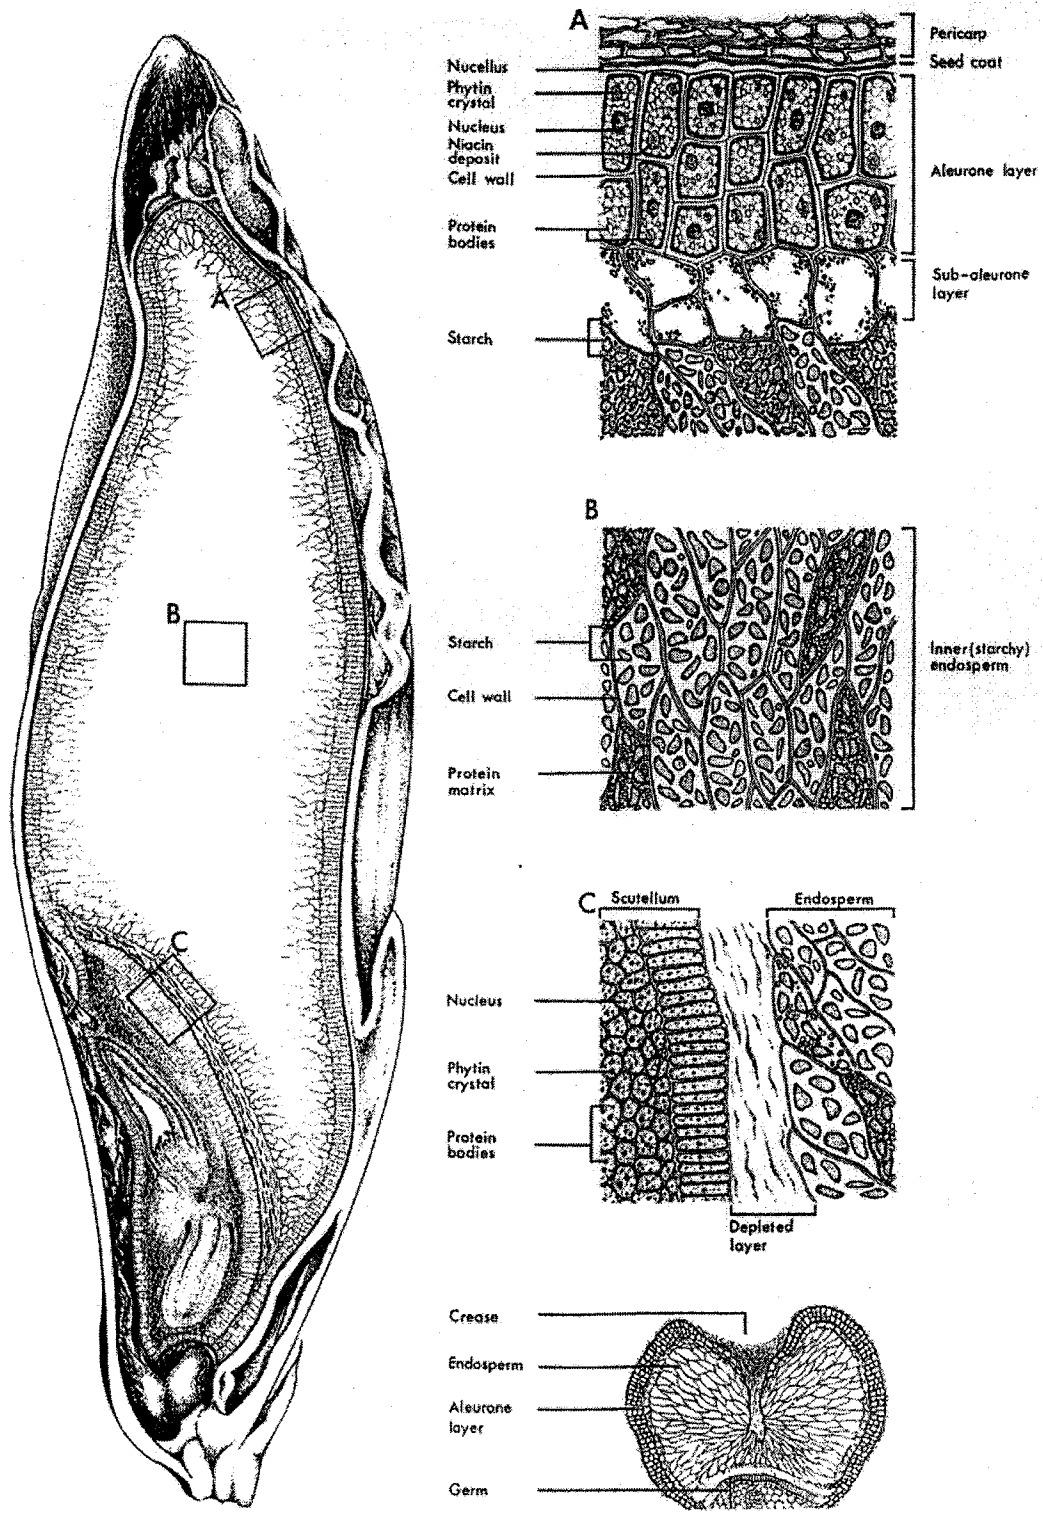 A
B
C
A
Nucellus
Phytin
crystal
Nucleus
Niacin
deposit
Cell wall
Protein
bodies
Starch
Pericarp
Seed coat
Aleurone layer
Sub-aleurone
layer
B
Starch
Cell wall
Protein
matrix
Inner(starchy)
endosperm
C
Scutellum
Endosperm
Nucleus
Phytin
crystal
Protein
bodies
Depleted
layer
Crease
Endosperm
Aleurone
layer
Germ